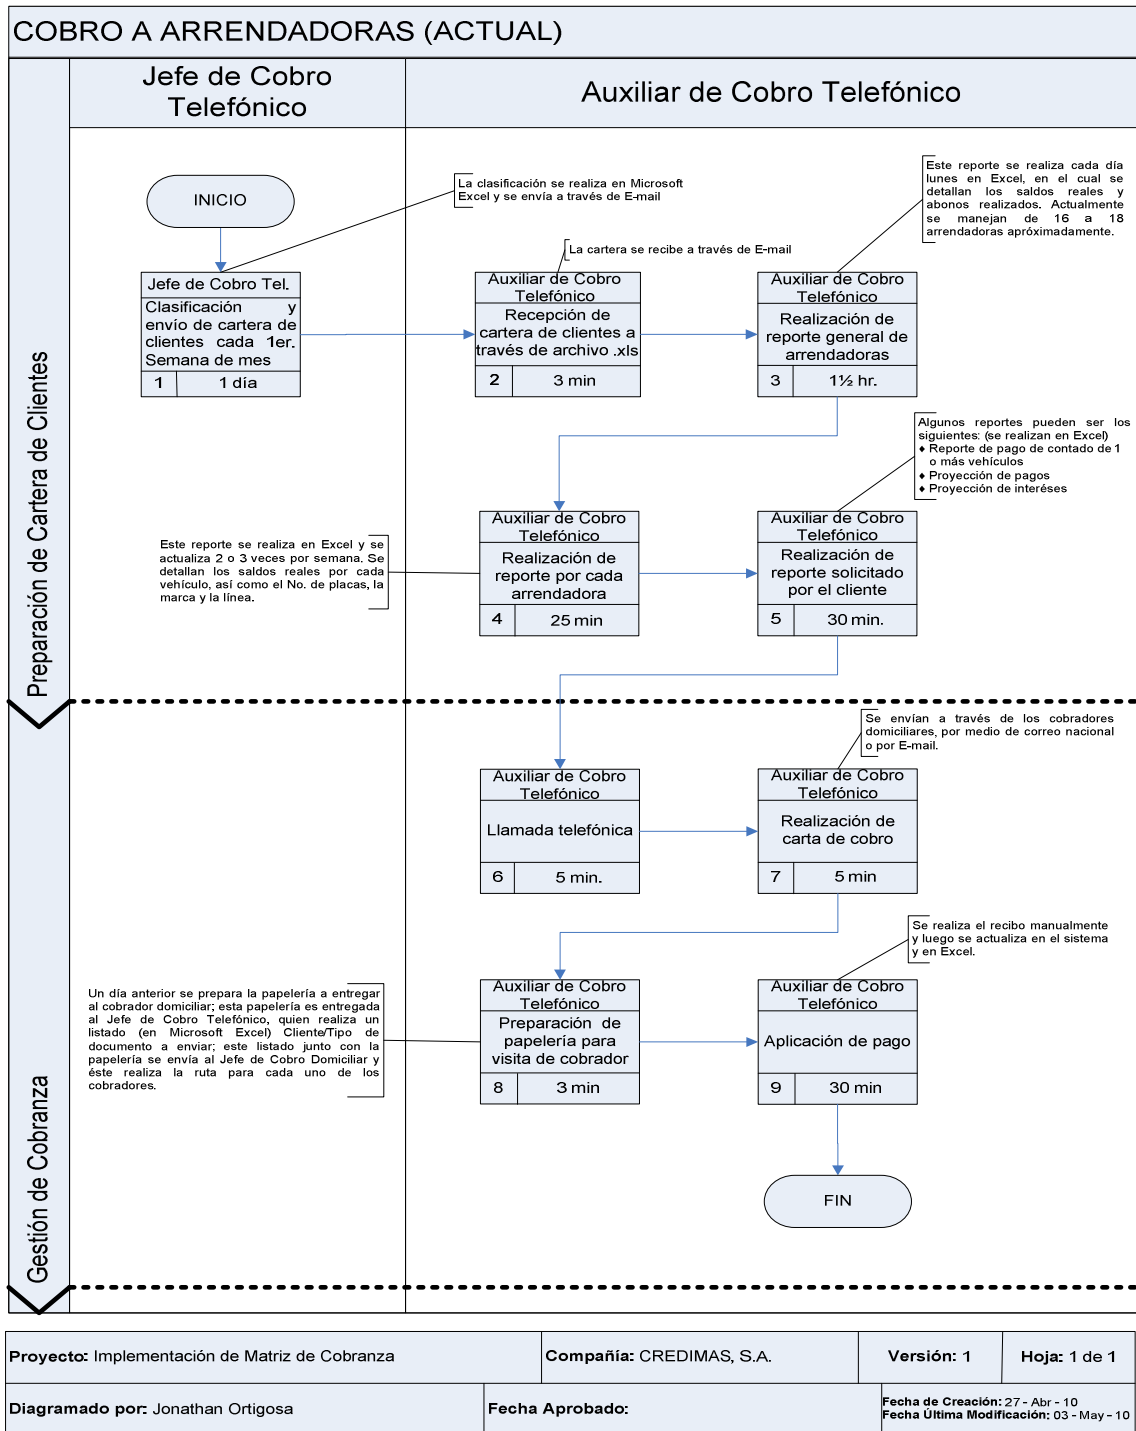 COBRO A ARRENDADORAS (ACTUAL)
Jefe de Cobro
Telefónico
Auxiliar de Cobro Telefónico
Preparación de Cartera de Clientes
INICIO
La clasificación se realiza en Microsoft
Excel y se envía a través de E-mail
Este reporte se realiza cada día
lunes en Excel, en el cual se
detallan los saldos reales y
abonos realizados. Actualmente
se manejan de 16 a 18
arrendadoras apróximadamente.
La cartera se recibe a través de E-mail
Jefe de Cobro Tel.
Clasificación y
envío de cartera de
clientes cada 1er.
Semana de mes
1 1 día
Auxiliar de Cobro
Telefónico
Recepción de
cartera de clientes a
través de archivo .xls
2 3 min
Auxiliar de Cobro
Telefónico
Realización de
reporte general de
arrendadoras
3 1½ hr.
Algunos reportes pueden ser los
siguientes: (se realizan en Excel)
♦ Reporte de pago de contado de 1
o más vehículos
♦ Proyección de pagos
♦ Proyección de interéses
Este reporte se realiza en Excel y se
actualiza 2 o 3 veces por semana. Se
detallan los saldos reales por cada
vehículo, así como el No. de placas, la
marca y la línea.
Auxiliar de Cobro
Telefónico
Realización de
reporte por cada
arrendadora
4 25 min
Auxiliar de Cobro
Telefónico
Realización de
reporte solicitado
por el cliente
5 30 min.
Gestión de Cobranza
Se envían a través de los cobradores
domiciliares, por medio de correo nacional
o por E-mail.
Auxiliar de Cobro
Telefónico
Llamada telefónica
6 5 min.
Auxiliar de Cobro
Telefónico
Realización de
carta de cobro
7 5 min
Se realiza el recibo manualmente
y luego se actualiza en el sistema
y en Excel.
Un día anterior se prepara la papelería a entregar
al cobrador domiciliar; esta papelería es entregada
al Jefe de Cobro Telefónico, quien realiza un
listado (en Microsoft Excel) Cliente/Tipo de
documento a enviar; este listado junto con la
papelería se envía al Jefe de Cobro Domiciliar y
éste realiza la ruta para cada uno de los
cobradores.
Auxiliar de Cobro
Telefónico
Preparación de
papelería para
visita de cobrador
8 3 min
Auxiliar de Cobro
Telefónico
Aplicación de pago
9 30 min
FIN
Proyecto: Implementación de Matriz de Cobranza
Compañía: CREDIMAS, S.A.
Versión: 1
Hoja: 1 de 1
Diagramado por: Jonathan Ortigosa
Fecha Aprobado:
Fecha de Creación: 27 - Abr - 10
Fecha Última Modificación: 03 - May - 10